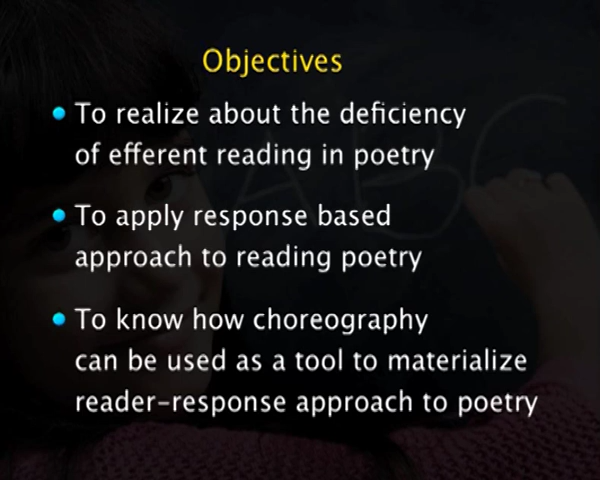 Objectives
To realize about the deficiency
of efferent reading in poetry
To apply response based
approach to reading poetry
To know how choreography
can be used as a tool to materialize
reader-response approach to poetry
ABC